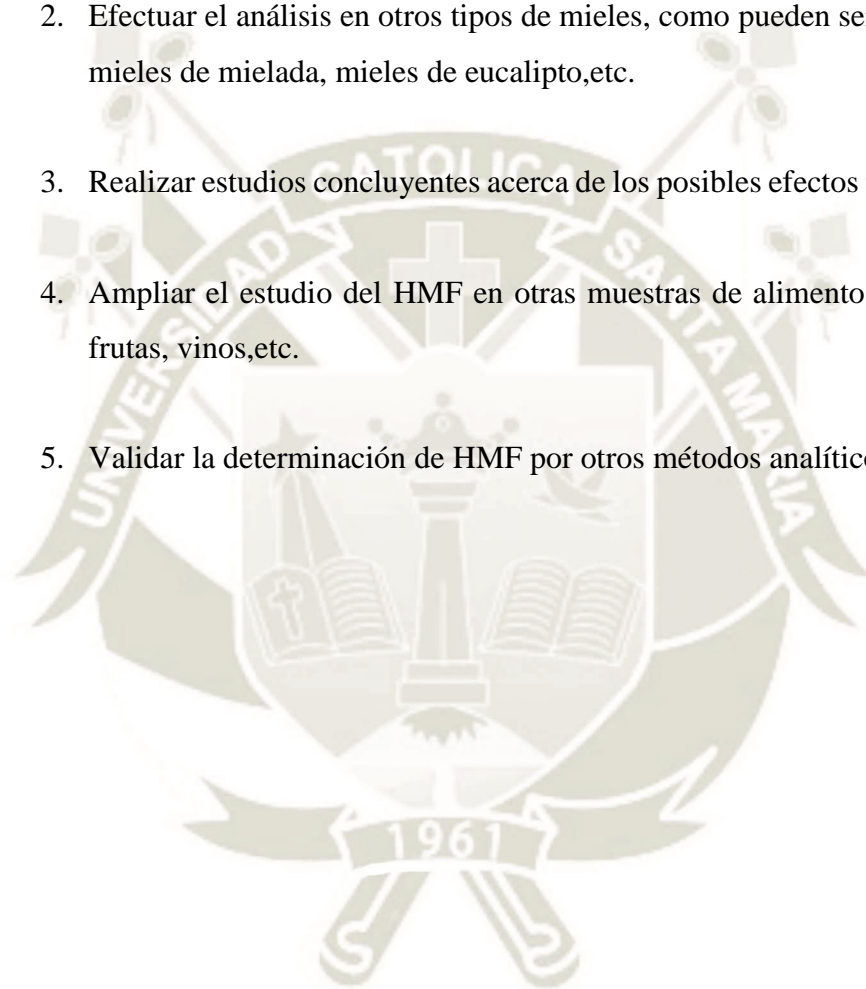 2. Efectuar el análisis en otros tipos de mieles, como pueden
mieles de mielada, mieles de eucalipto,etc.
3. Realizar estudios concluyentes acerca de los posibles efectos
4. Ampliar el estudio del HMF en otras muestras de alimento
frutas, vinos,etc.
5. Validar la determinación de HMF por otros métodos
UNIVERSIDAD CATOLICA SANTA MARIA
1961